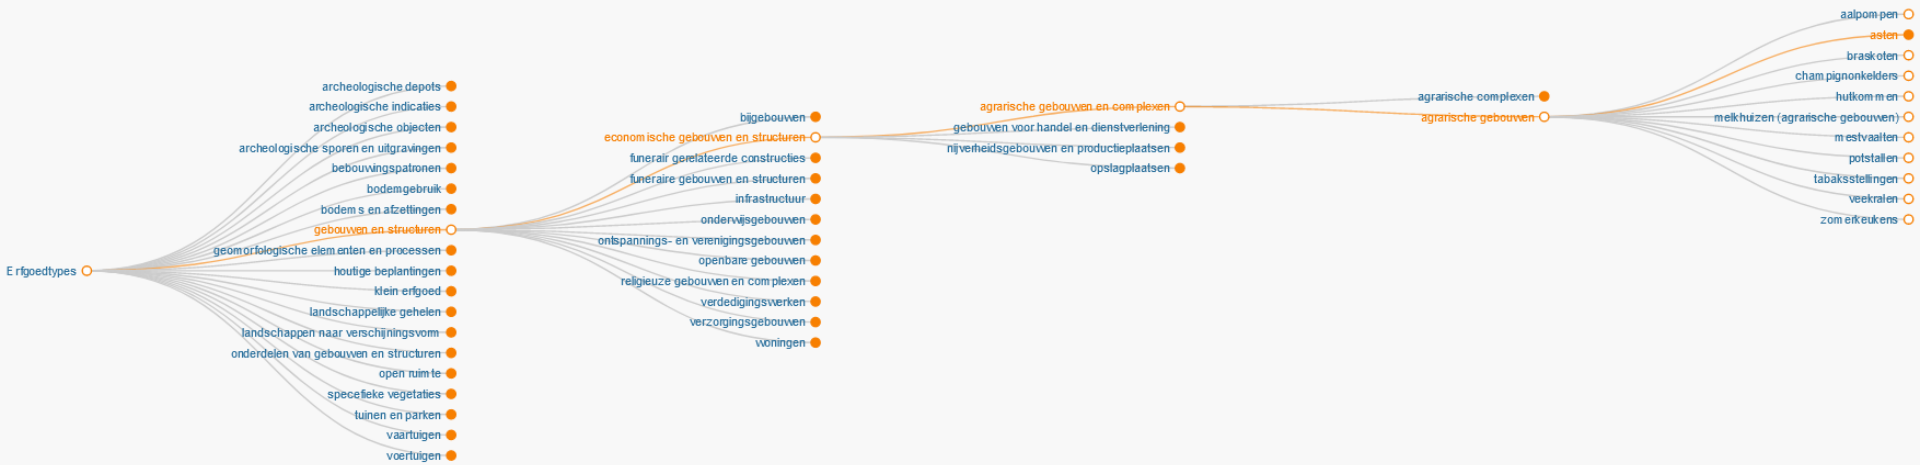 Erfgoedtypes
archeologische depots
archeologische indicaties
archeologische objecten
archeologische sporen en uitgravingen
bebouwingspatronen
bodemgebruik
bodems en afzettingen
gebouwen en structuren
geomorfologische elementen en processen
houtige beplantingen
klein erfgoed
landschappelijke gehelen
landschappen naar verschijningsvorm
onderdelen van gebouwen en structuren
open ruimte
specefieke vegetaties
tuinen en parken
vaartuigen
voertuigen
bijgebouwen
economische gebouwen en structuren
funerair gerelateerde constructies
funeraire gebouwen en structuren
infrastructuur
onderwijsgebouwen
ontspannings- en verenigingsgebouwen
openbare gebouwen
religieuze gebouwen en complexen
verdedigingswerken
verzorgingsgebouwen
woningen
agrarische gebouwen en complexen
gebouwen voor handel en dienstverlening
nijverheidsgebouwen en productieplaatsen
opslagplaatsen
agrarische complexen
agrarische gebouwen
aalpompen
asten
braskoten
champignonkelders
hutkommen
melkhuizen (agrarische gebouwen)
mestvaalten
potstallen
tabaksstellingen
veekralen
zomerkeukens